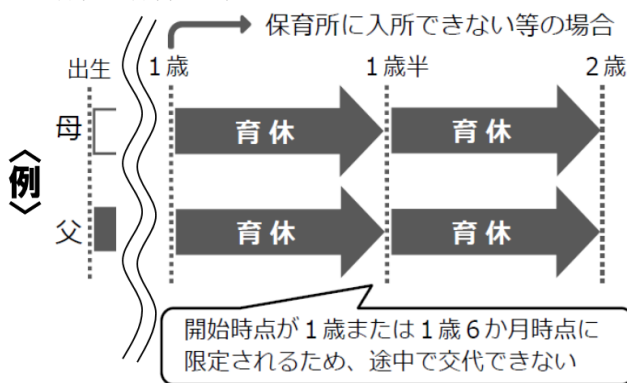 保育所に入所できない等の場合
出生
1歳
1歳半
2歳
〈例〉
母
育休
育休
父
育休
育休
開始時点が1歳または1歳6か月時点に
限定されるため、途中で交代できない